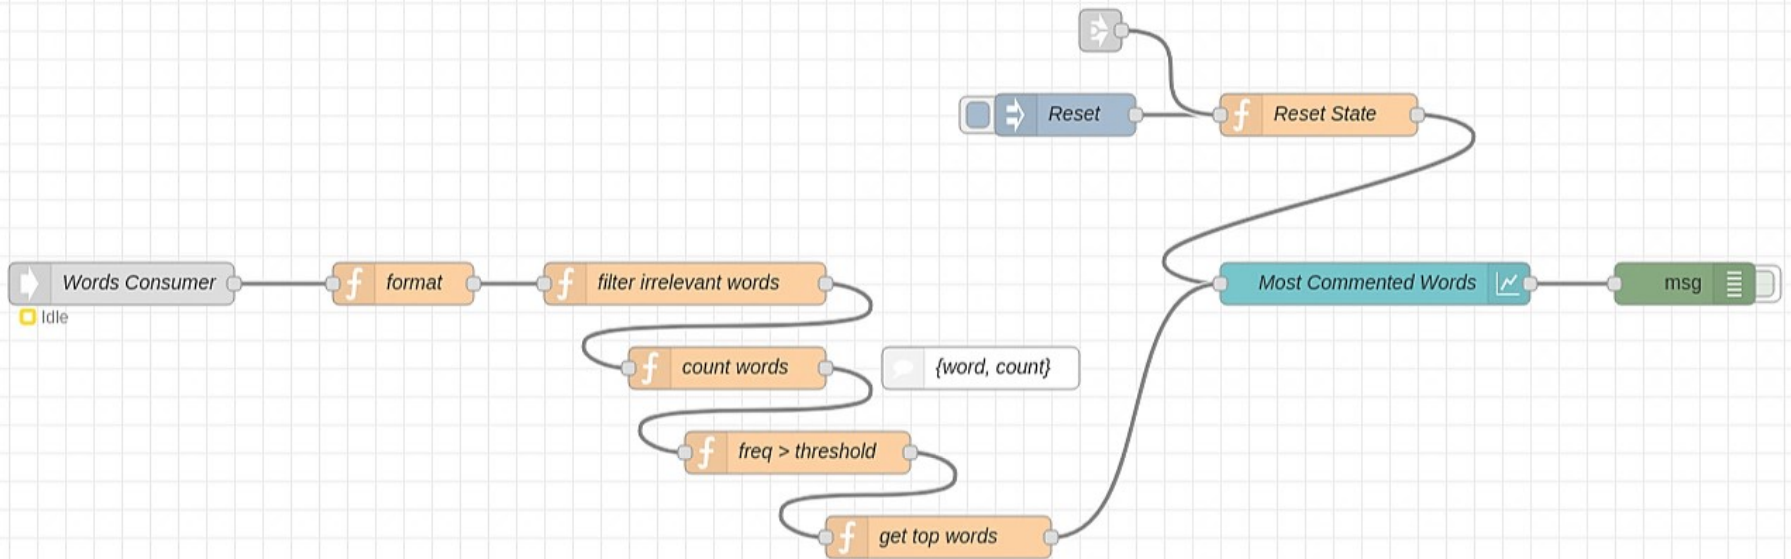 Reset
Reset State
Words Consumer
format
filter irrelevant words
Most Commented Words
msg
Idle
count words
{word, count}
freq > threshold
get top words